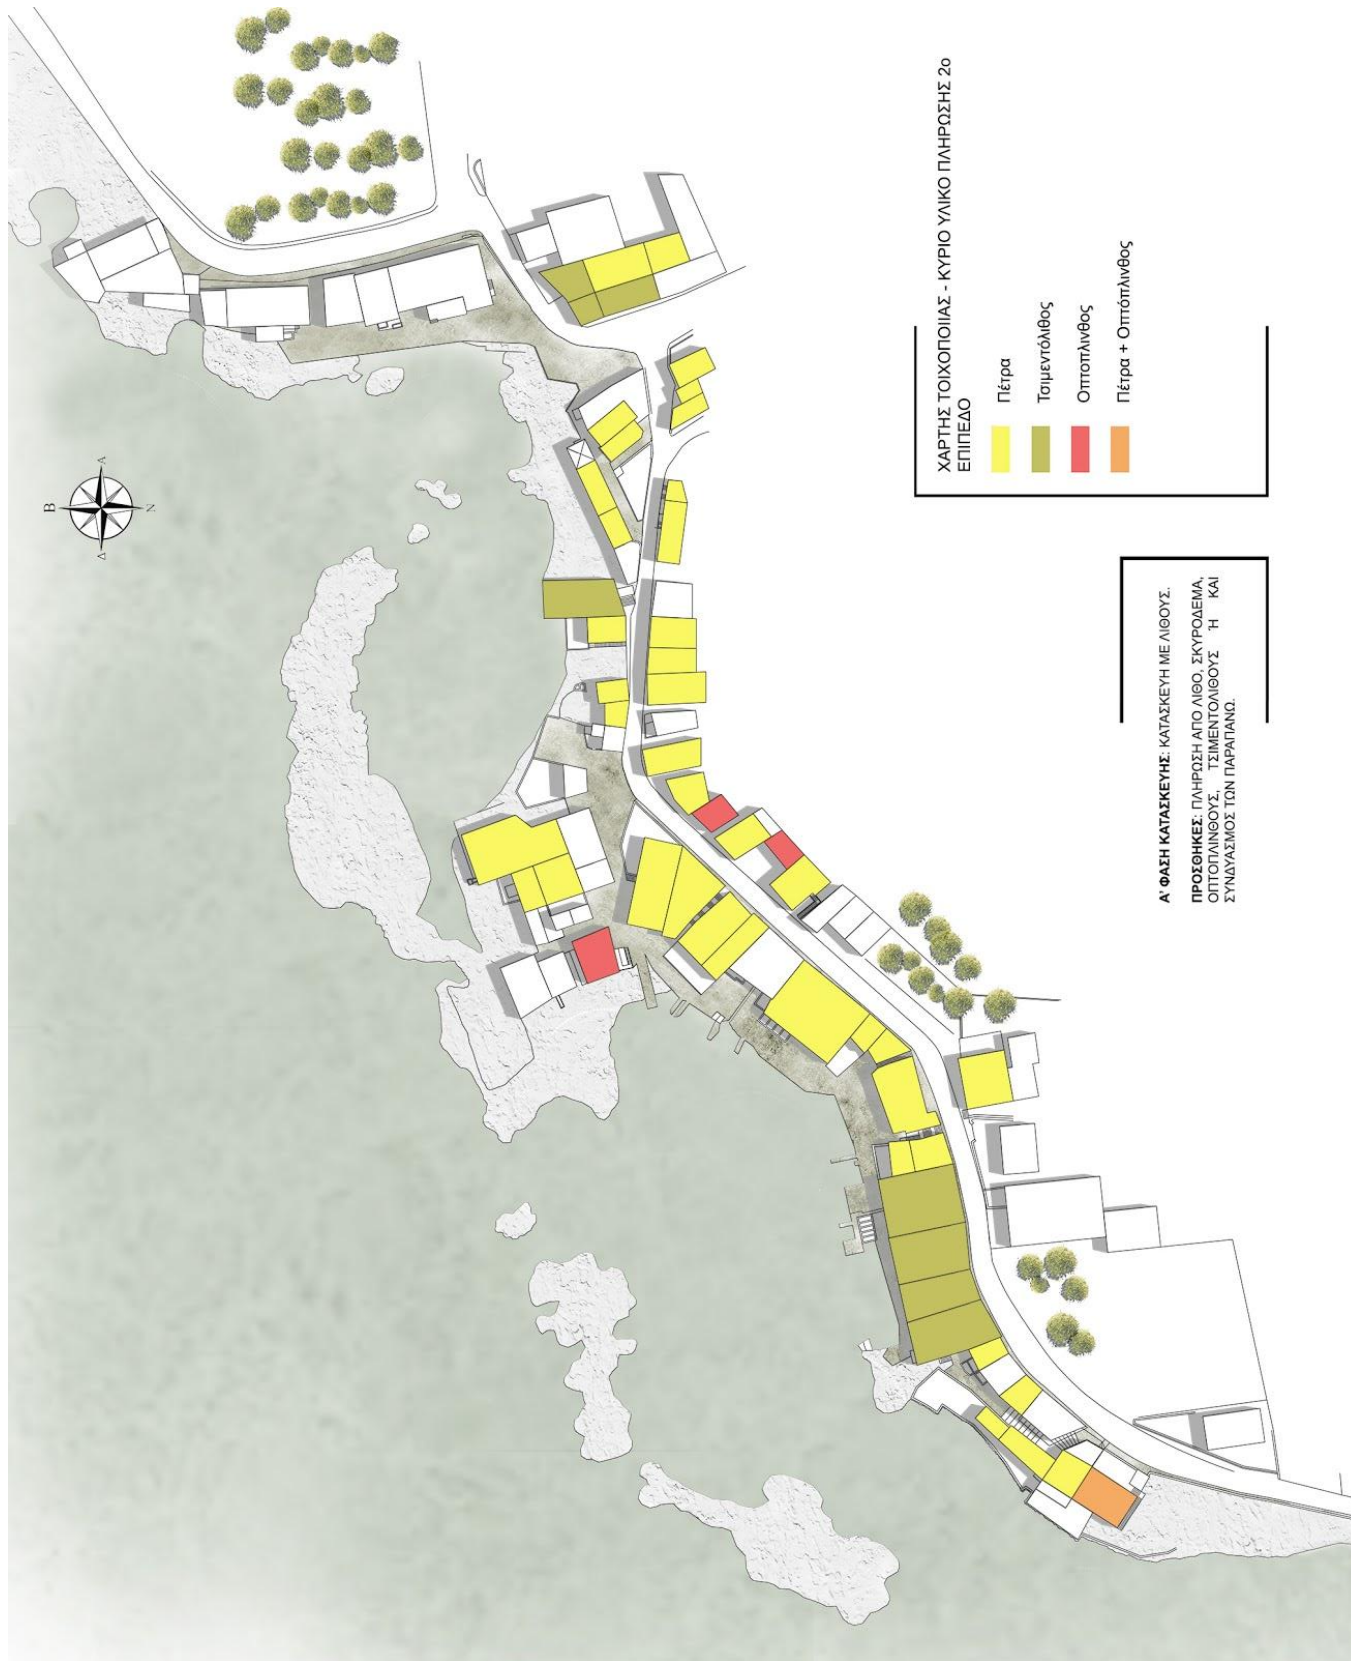 Β
Δ
Α
Ν
ΧΑΡΤΗΣ ΤΟΙΧΟΠΟΙΙΑΣ - ΚΥΡΙΟ ΥΛΙΚΟ ΠΛΗΡΩΣΗΣ 2ο
ΕΠΙΠΕΔΟ
Πέτρα
Τσιμεντόλιθος
Οπτοπλινθος
Πέτρα + Οπτόπλινθος
Α' ΦΑΣΗ ΚΑΤΑΣΚΕΥΗΣ: ΚΑΤΑΣΚΕΥΗ ΜΕ ΛΙΘΟΥΣ.
ΠΡΟΣΘΗΚΕΣ: ΠΛΗΡΩΣΗ ΑΠΟ ΛΙΘΟ, ΣΚΥΡΟΔΕΜΑ,
ΟΠΤΟΠΛΙΝΘΟΥΣ, ΤΣΙΜΕΝΤΟΛΙΘΟΥΣ Ή ΚΑΙ
ΣΥΝΔΥΑΣΜΟΣ ΤΩΝ ΠΑΡΑΠΑΝΩ.